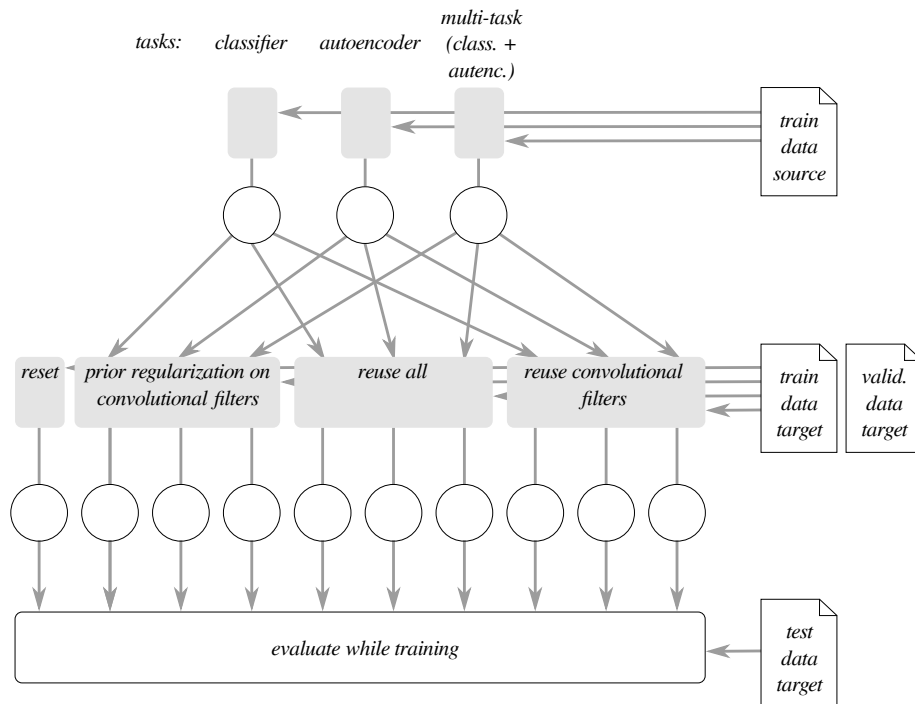 multi-task
tasks: classifier autoencoder (class. +
autenc.)
train
data
source
reset prior regularization on reuse all reuse convolutional train valid.
convolutional filters filters data data
target target
evaluate while training
test
data
target